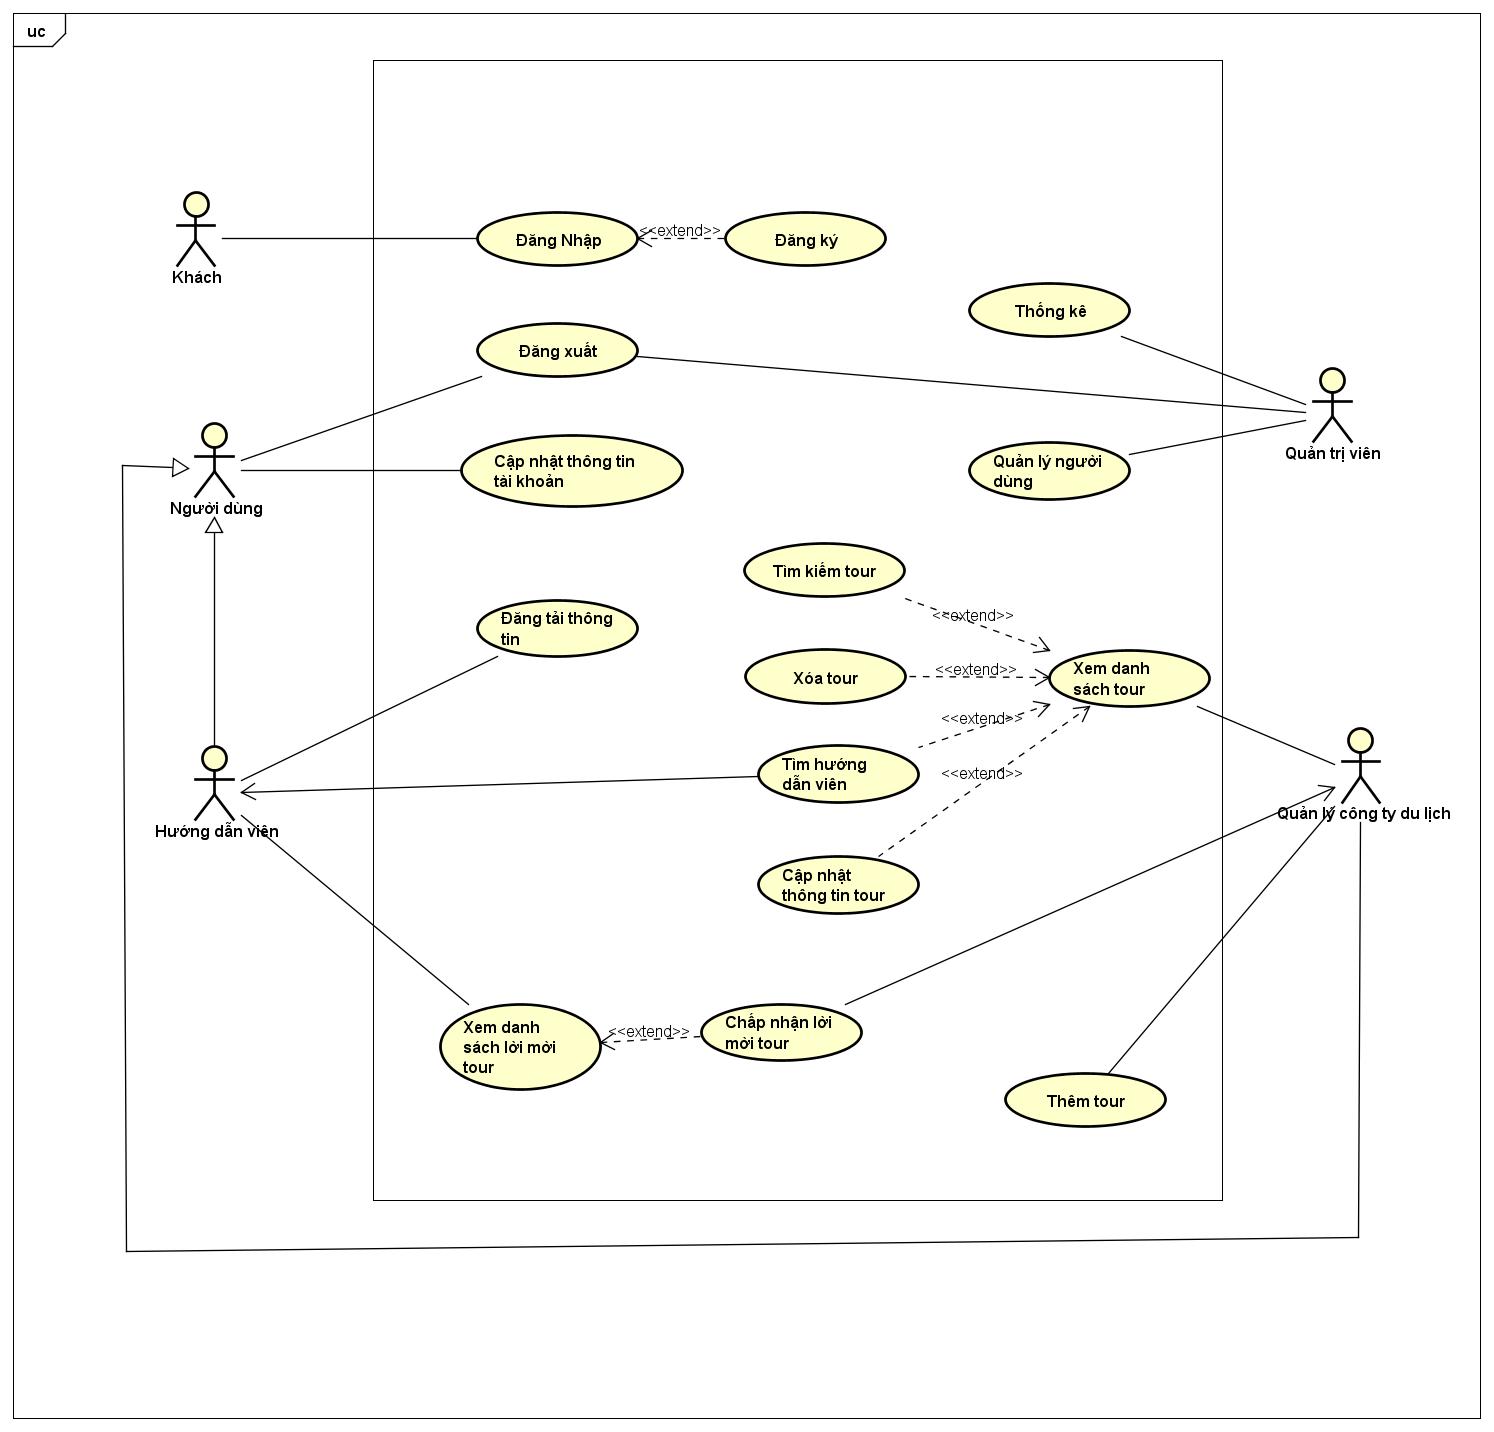 uc
Khách
Đăng Nhập
<<extend>>
Đăng ký
Thống kê
Đăng xuất
Quản trị viên
Người dùng
Cập nhật thông tin
tài khoản
Quản lý người
dùng
Tìm kiếm tour
<<extend>>
Đăng tải thông
tin
Xóa tour
<<extend>>
Xem danh
sách tour
<<extend>>
Tìm hướng
dẫn viên
<<extend>>
Hướng dẫn viên
Quản lý công ty du lịch
Cập nhật
thông tin tour
Xem danh
sách lời mời
tour
<<extend>>
Chấp nhận lời
mời tour
Thêm tour